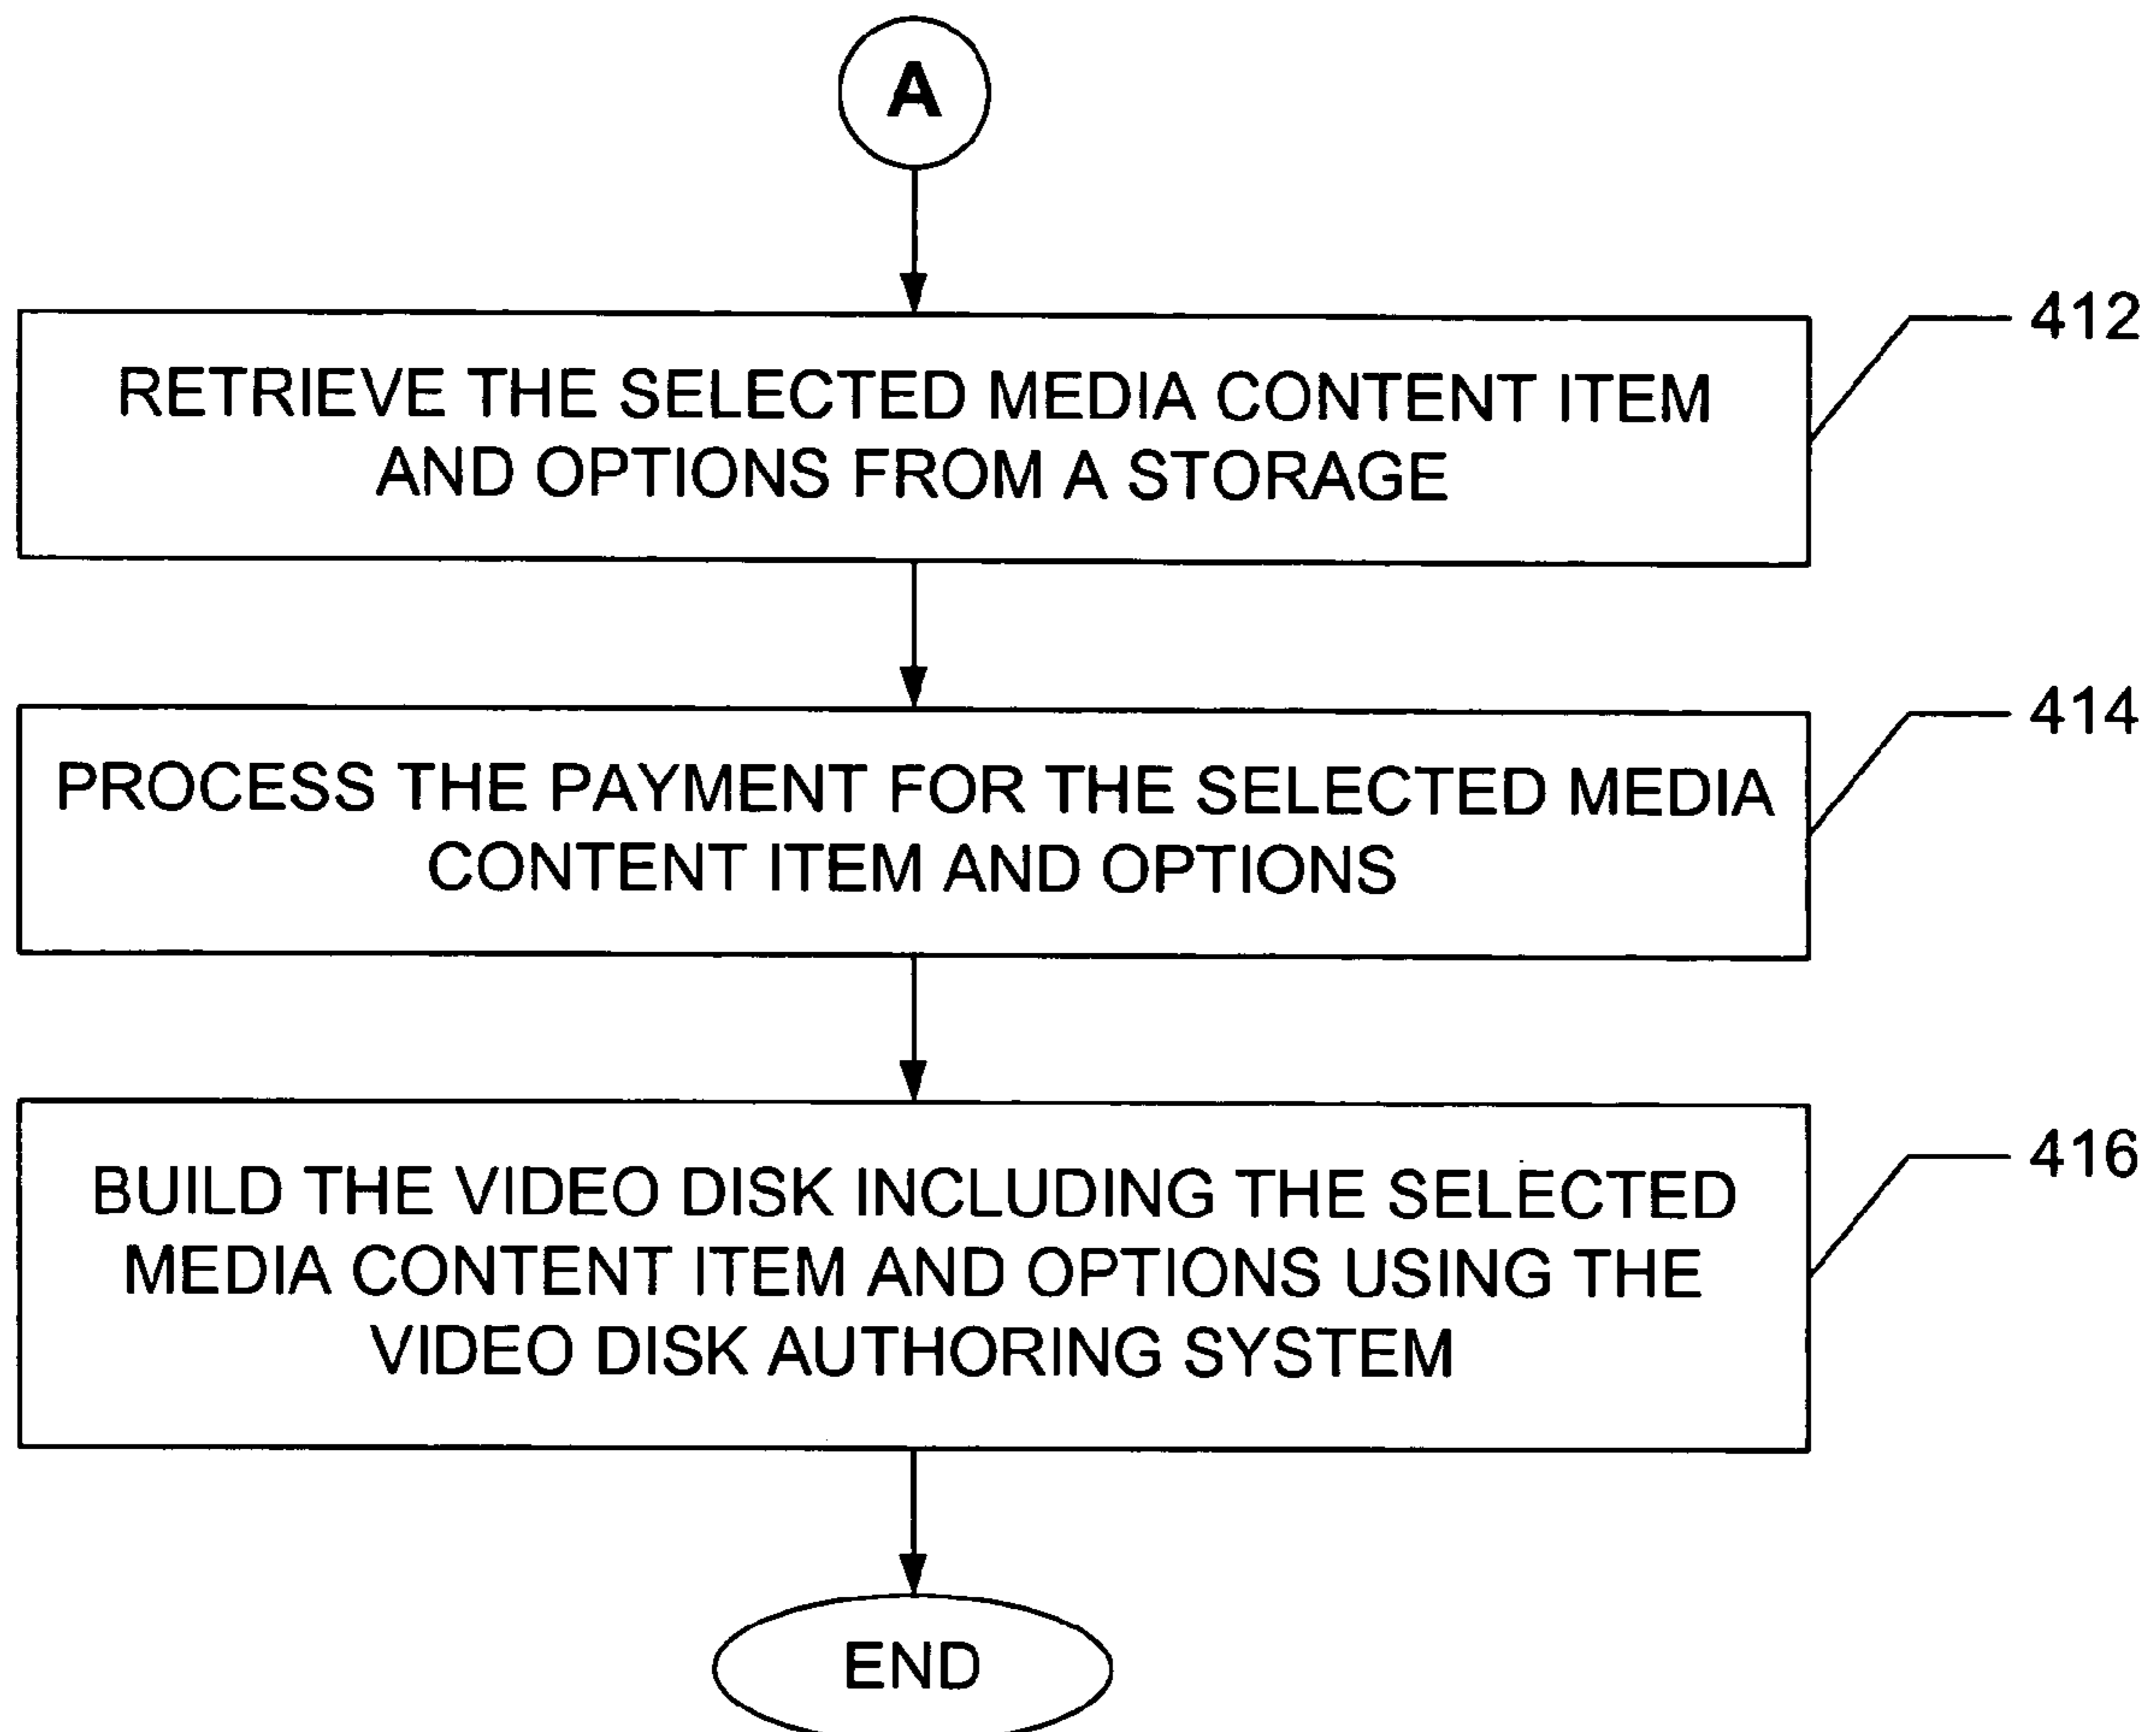 A
412
RETRIEVE THE SELECTED MEDIA CONTENT ITEM
AND OPTIONS FROM A STORAGE
414
PROCESS THE PAYMENT FOR THE SELECTED MEDIA
CONTENT ITEM AND OPTIONS
416
BUILD THE VIDEO DISK INCLUDING THE SELECTED
MEDIA CONTENT ITEM AND OPTIONS USING THE
VIDEO DISK AUTHORING SYSTEM
END